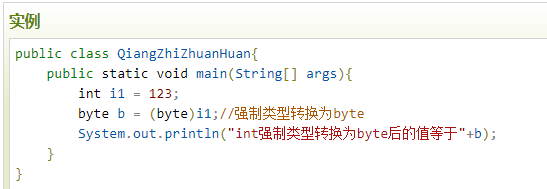 实例
public class QiangZhiZhuanHuan{
    public static void main(String[] args){
        int i1 = 123;
        byte b = (byte)i1;//强制类型转换为byte
        System.out.println("int强制类型转换为byte后的值等于"+b);
    }
}